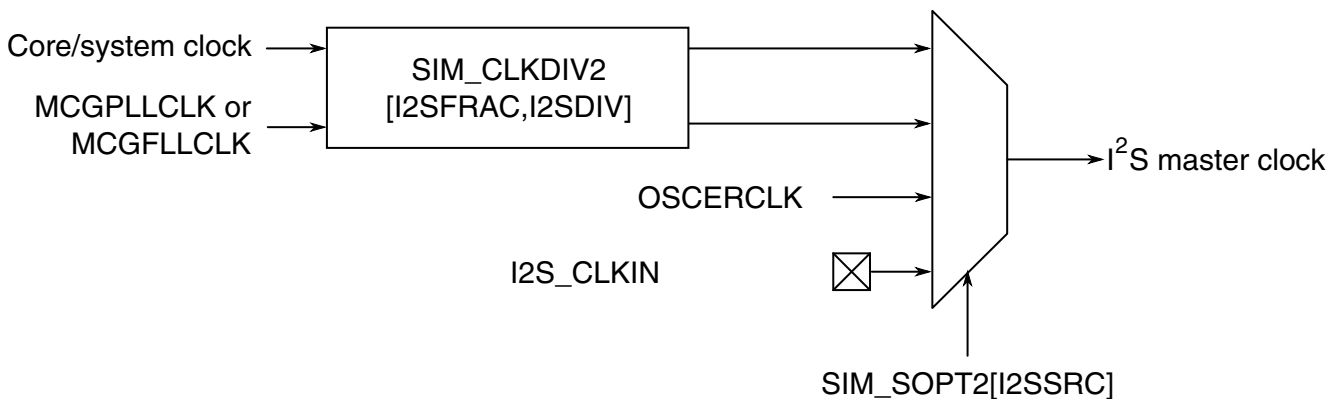 Core/system clock
SIM_CLKDIV2
[I2SFRAC,I2SDIV]
MCGPLLCLK or
MCGFLLCLK
I²S master clock
OSCERCLK
I2S_CLKIN
SIM_SOPT2[I2SSRC]